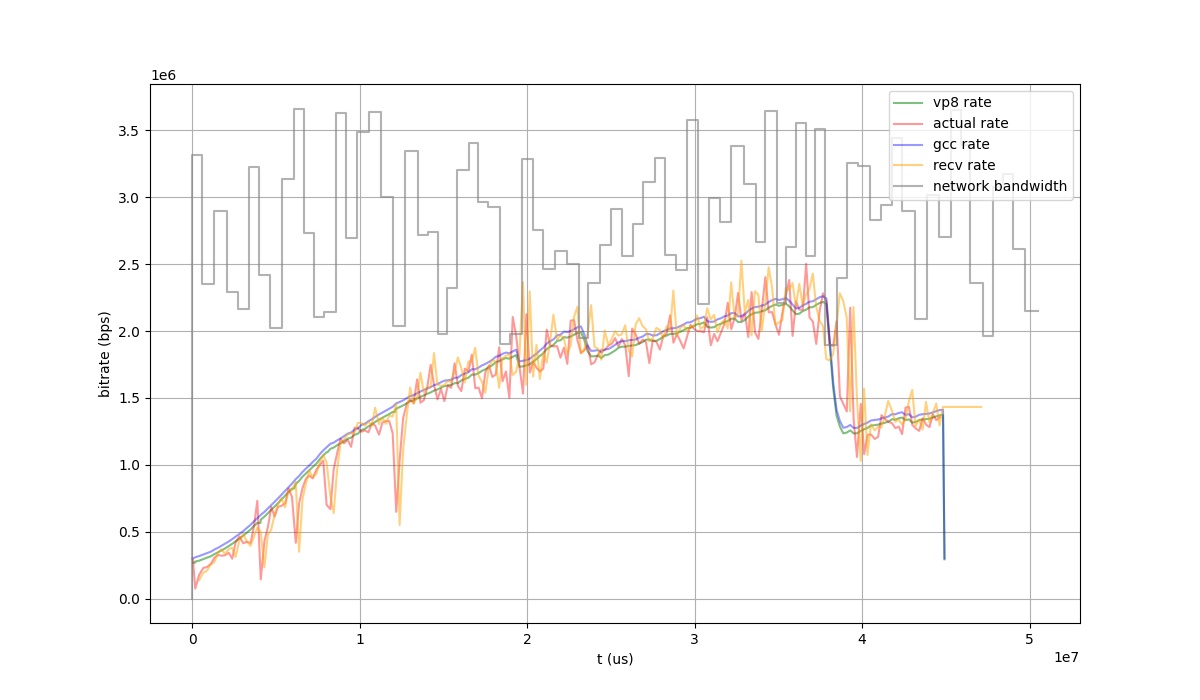 1e6
bitrate (bps)
3.5
3.0
2.5
2.0
1.5
1.0
0.5
0.0
vp8 rate
actual rate
gcc rate
recv rate
network bandwidth
0
1
2
3
4
5
t (us)
1e7